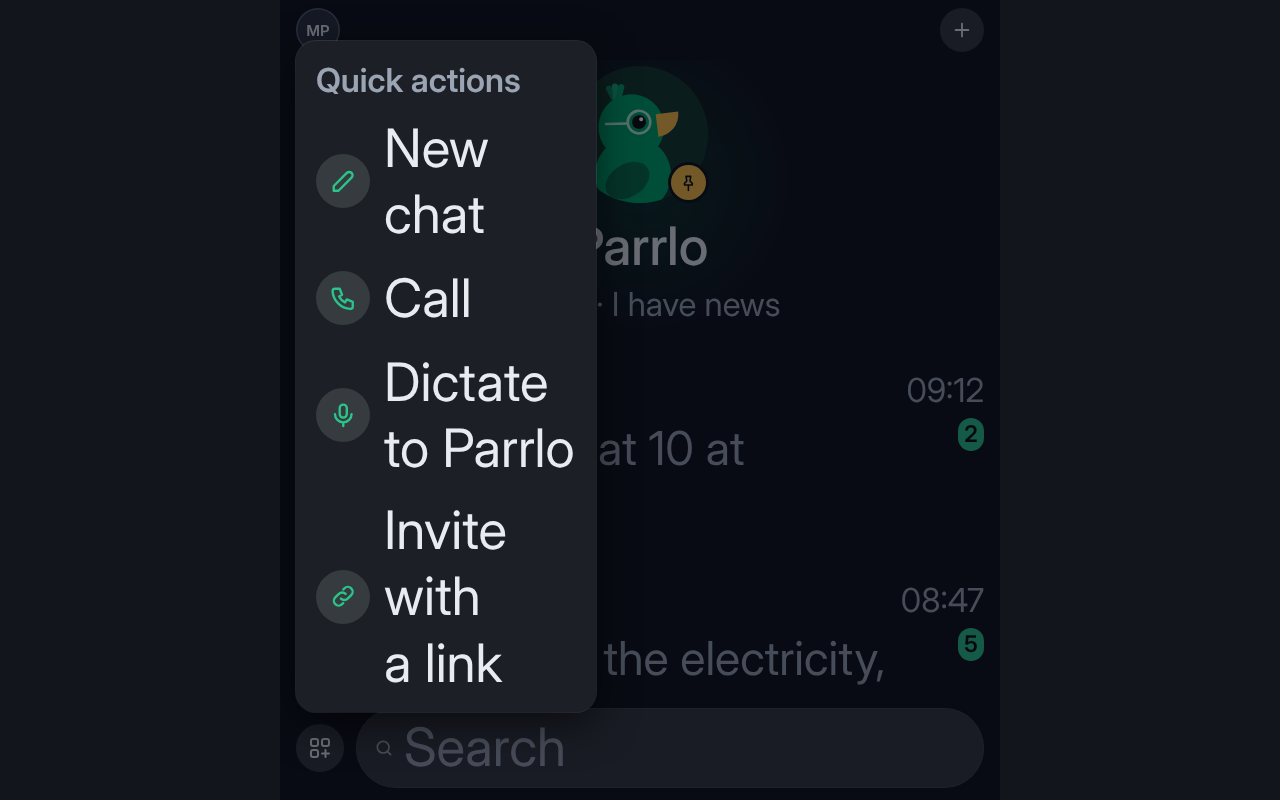 MP
Quick actions
New
chat
Call
Dictate
to Parrlo
Invite
with
a link
Parrlo
· I have news
09:12
2
at 10 at
08:47
5
the electricity,
Search